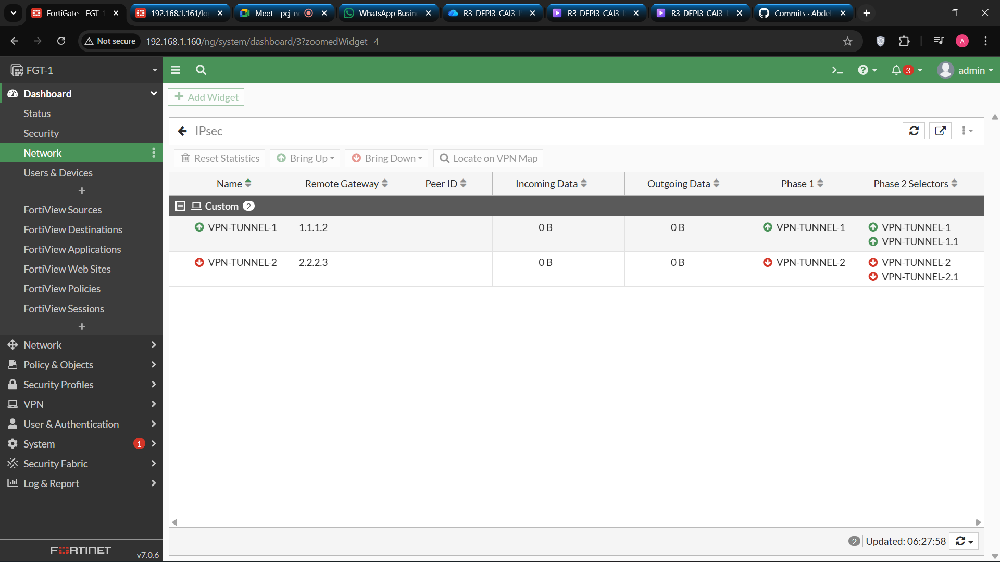 FortiGate - FGT-1
192.168.1.161/lo
Meet - pcj-n
WhatsApp Busin
R3_DEPI3_CAI3_I
R3_DEPI3_CAI3_I
R3_DEPI3_CAI3_I
Commits · Abdel
Not secure
192.168.1.160/ng/system/dashboard/3?zoomedWidget=4
A
FGT-1
3
admin
Dashboard
Status
Security
Network
Users & Devices
FortiView Sources
FortiView Destinations
FortiView Applications
FortiView Web Sites
FortiView Policies
FortiView Sessions
Network
Policy & Objects
Security Profiles
VPN
User & Authentication
System 1
Security Fabric
Log & Report
FORTINET v7.0.6
Add Widget
IPsec
Reset Statistics Bring Up Bring Down Locate on VPN Map
Name Remote Gateway Peer ID Incoming Data Outgoing Data Phase 1 Phase 2 Selectors
Custom 2
VPN-TUNNEL-1 1.1.1.2 0 B 0 B VPN-TUNNEL-1 VPN-TUNNEL-1
VPN-TUNNEL-1.1
VPN-TUNNEL-2 2.2.2.3 0 B 0 B VPN-TUNNEL-2 VPN-TUNNEL-2
VPN-TUNNEL-2.1
2 Updated: 06:27:58